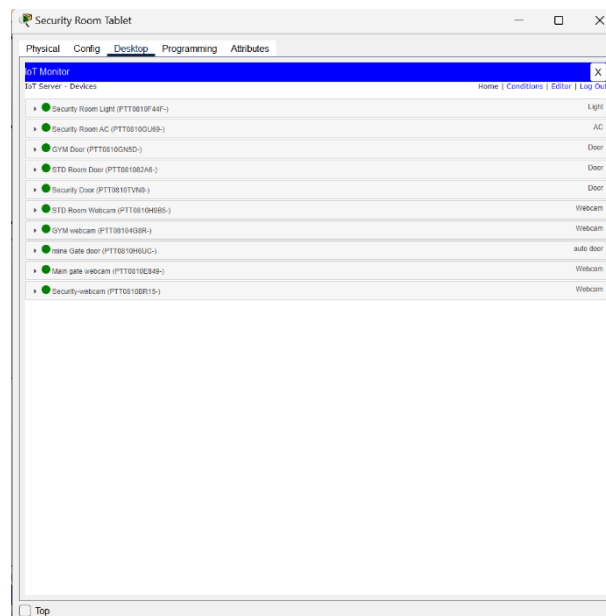 Security Room Tablet
Physical Config Desktop Programming Attributes
IoT Monitor X
IoT Server - Devices Home | Conditions | Editor | Log Out
Security Room Light (PTT0810F44F-) Light
Security Room AC (PTT0810GU69-) AC
GYM Door (PTT0810GN5D-) Door
STD Room Door (PTT081082A6-) Door
Security Door (PTT0810TVN0-) Door
STD Room Webcam (PTT0810H9B5-) Webcam
GYM webcam (PTT08104G8R-) Webcam
mine Gate door (PTT0810H6UC-) auto door
Main gate webcam (PTT0810E849-) Webcam
Security-webcam (PTT0810BR15-) Webcam
Top